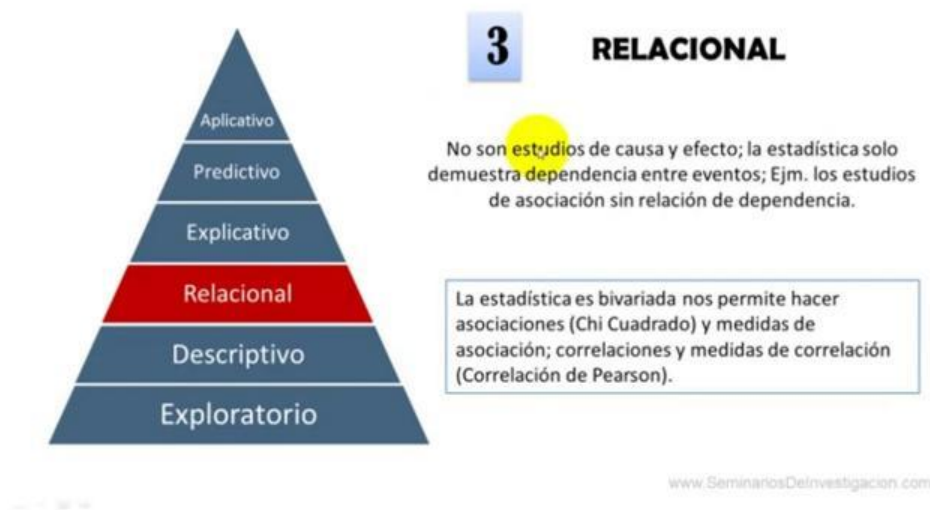 3
RELACIONAL
Aplicativo
Predictivo
Explicativo
Relacional
Descriptivo
Exploratorio
No son estudios de causa y efecto; la estadística solo
demuestra dependencia entre eventos; Ejm. los estudios
de asociación sin relación de dependencia.
La estadística es bivariada nos permite hacer
asociaciones (Chi Cuadrado) y medidas de
asociación; correlaciones y medidas de correlación
(Correlación de Pearson).
www.SeminariosDeInvestigacion.com